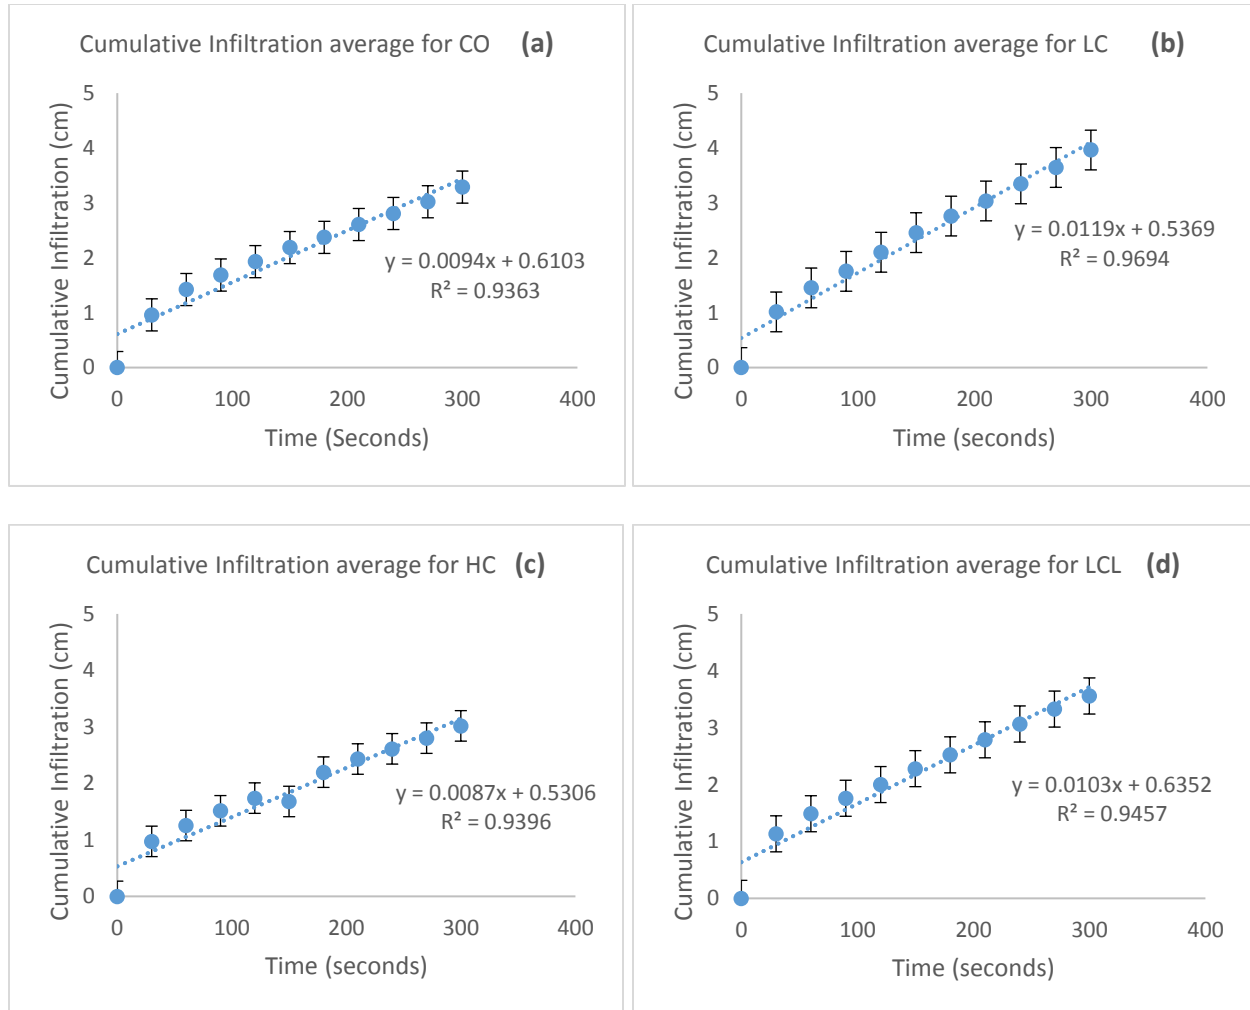 Cumulative Infiltration average for CO (a)
Cumulative Infiltration (cm)
5
4
3
2
1
0
y = 0.0094x + 0.6103
R² = 0.9363
0 100 200 300 400
Time (Seconds)
Cumulative Infiltration average for LC (b)
Cumulative Infiltration (cm)
5
4
3
2
1
0
y = 0.0119x + 0.5369
R² = 0.9694
0 100 200 300 400
Time (seconds)
Cumulative Infiltration average for HC (c)
Cumulative Infiltration (cm)
5
4
3
2
1
0
y = 0.0087x + 0.5306
R² = 0.9396
0 100 200 300 400
Time (seconds)
Cumulative Infiltration average for LCL (d)
Cumulative Infiltration (cm)
5
4
3
2
1
0
y = 0.0103x + 0.6352
R² = 0.9457
0 100 200 300 400
Time (seconds)